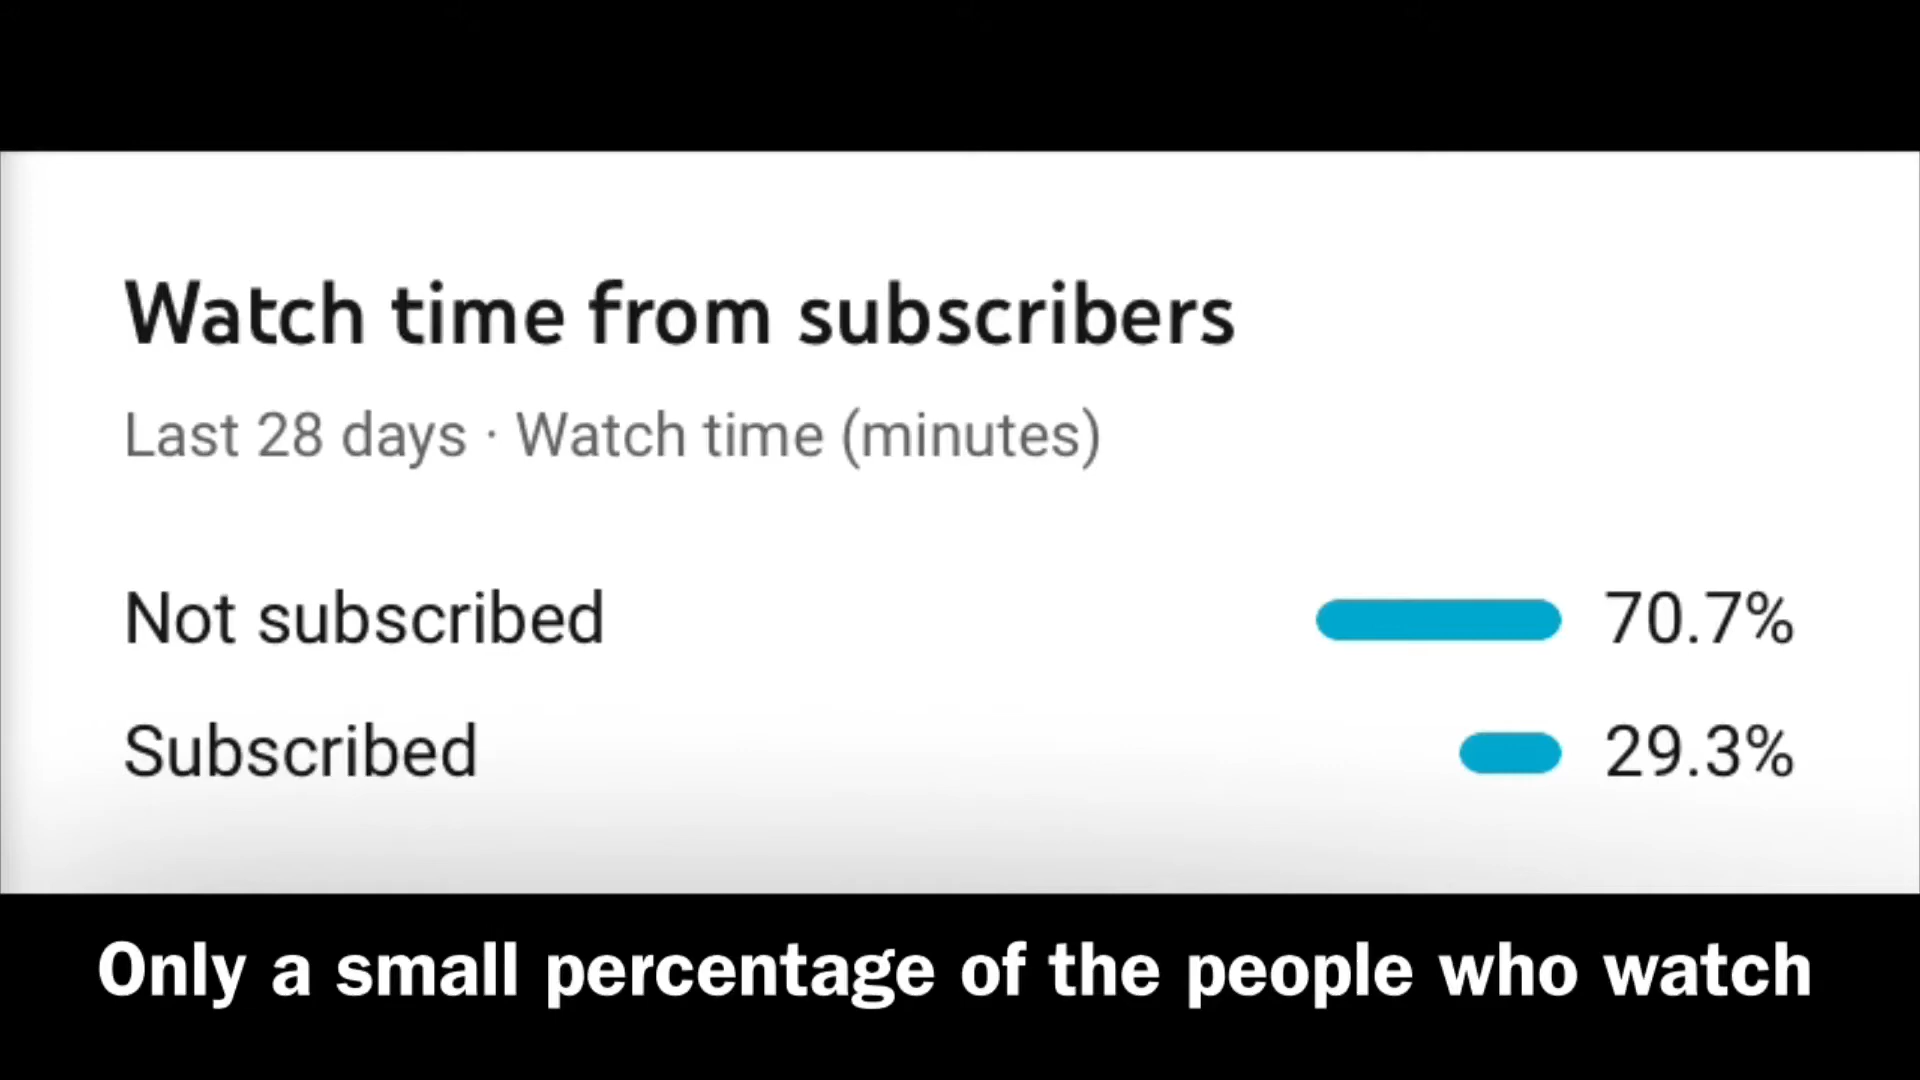 Watch time from subscribers
Last 28 days · Watch time (minutes)
Not subscribed 70.7%
Subscribed 29.3%
Only a small percentage of the people who watch